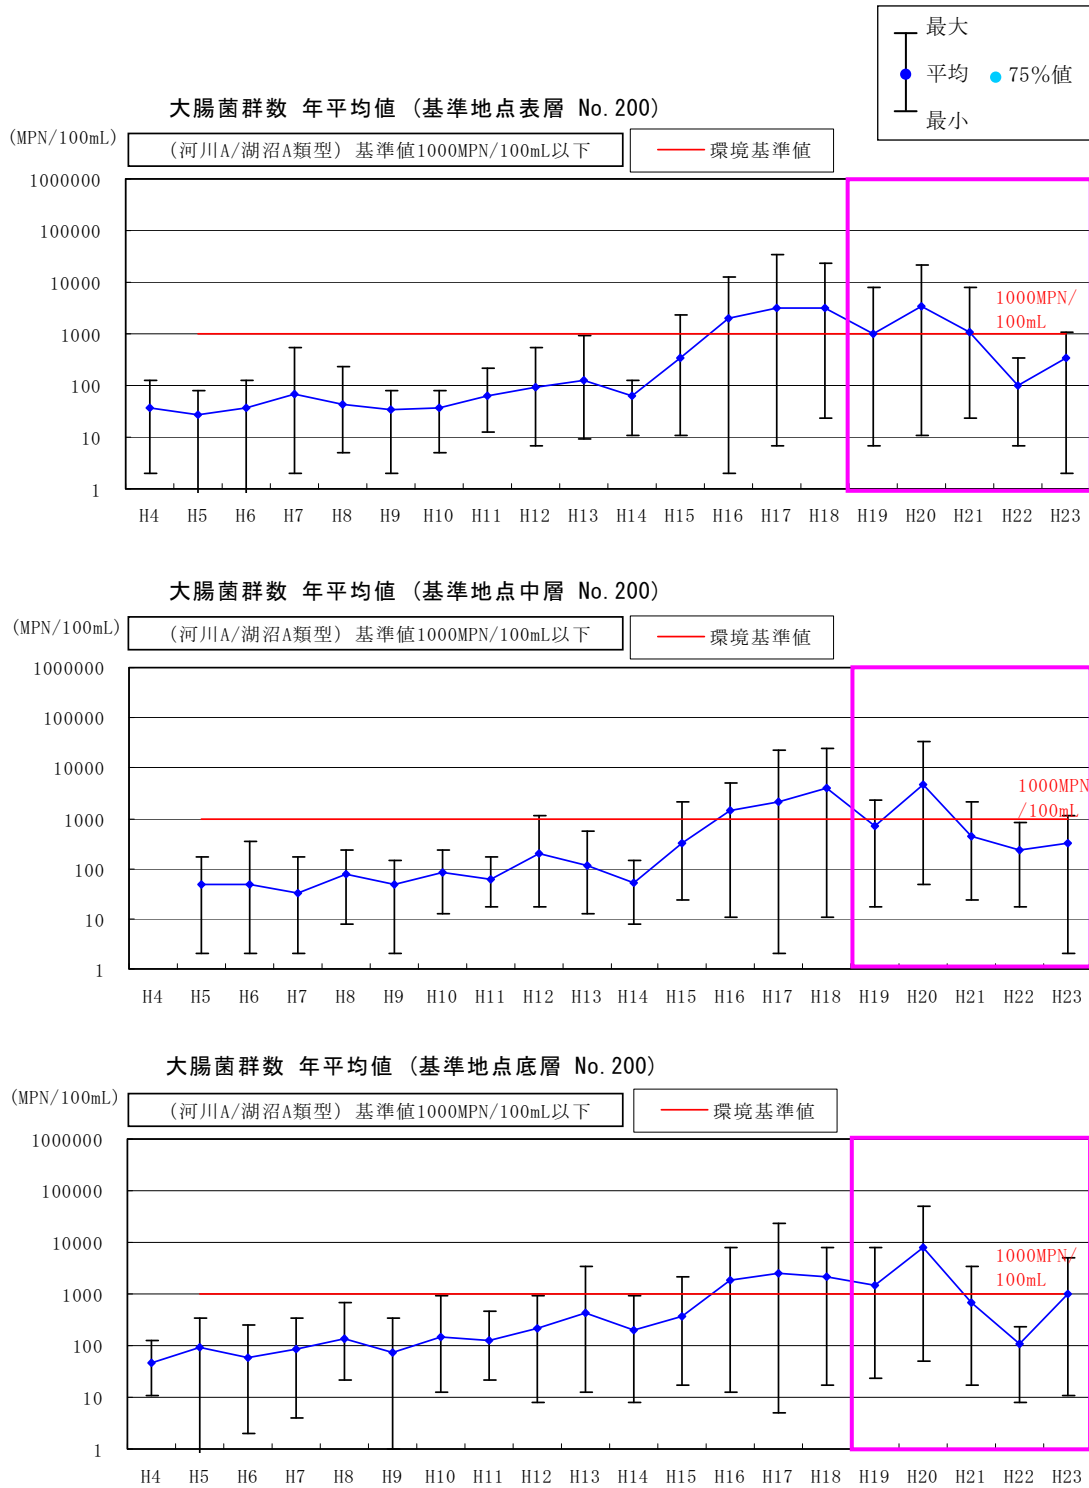 最大
平均 75%値
最小
大腸菌群数 年平均値 (基準地点表層 No.200)
(MPN/100mL)
(河川A/湖沼A類型) 基準値1000MPN/100mL以下
環境基準値
1000000
100000
10000
1000
100
10
1
1000MPN/
100mL
H4 H5 H6 H7 H8 H9 H10 H11 H12 H13 H14 H15 H16 H17 H18 H19 H20 H21 H22 H23
大腸菌群数 年平均値 (基準地点中層 No.200)
(MPN/100mL)
(河川A/湖沼A類型) 基準値1000MPN/100mL以下
環境基準値
1000000
100000
10000
1000
100
10
1
1000MPN
/100mL
H4 H5 H6 H7 H8 H9 H10 H11 H12 H13 H14 H15 H16 H17 H18 H19 H20 H21 H22 H23
大腸菌群数 年平均値 (基準地点底層 No.200)
(MPN/100mL)
(河川A/湖沼A類型) 基準値1000MPN/100mL以下
環境基準値
1000000
100000
10000
1000
100
10
1
1000MPN/
100mL
H4 H5 H6 H7 H8 H9 H10 H11 H12 H13 H14 H15 H16 H17 H18 H19 H20 H21 H22 H23